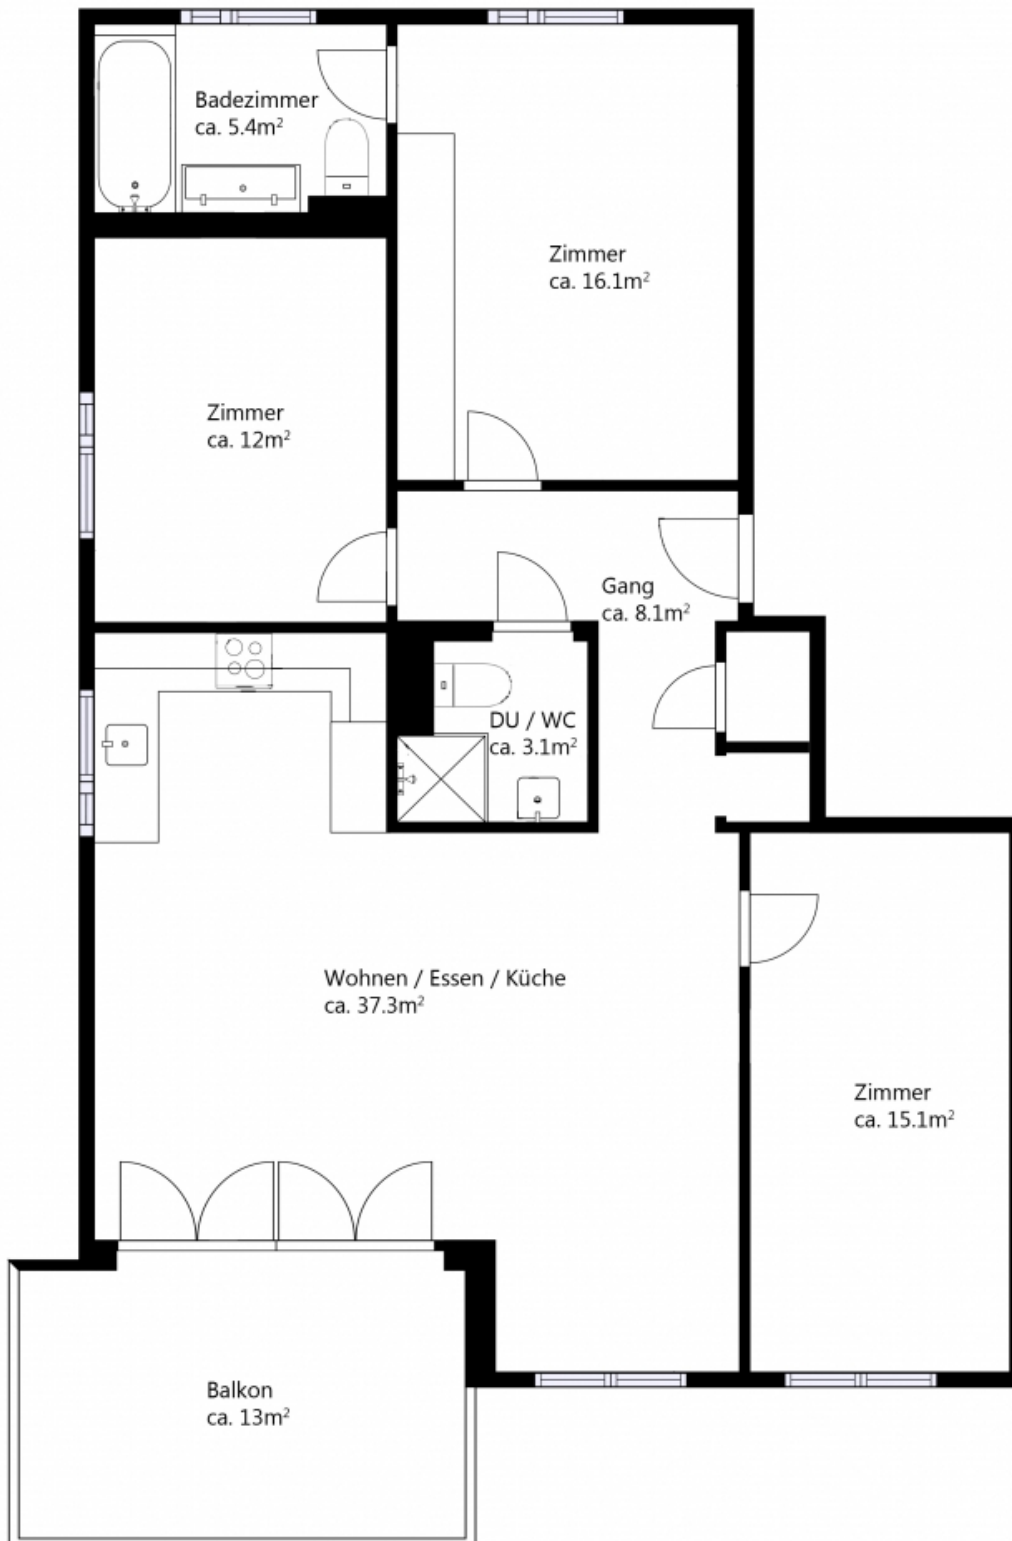 Badezimmer
ca. 5.4m²
Zimmer
ca. 16.1m²
Zimmer
ca. 12m²
Gang
ca. 8.1m²
DU / WC
ca. 3.1m²
Wohnen / Essen / Küche
ca. 37.3m²
Zimmer
ca. 15.1m²
Balkon
ca. 13m²